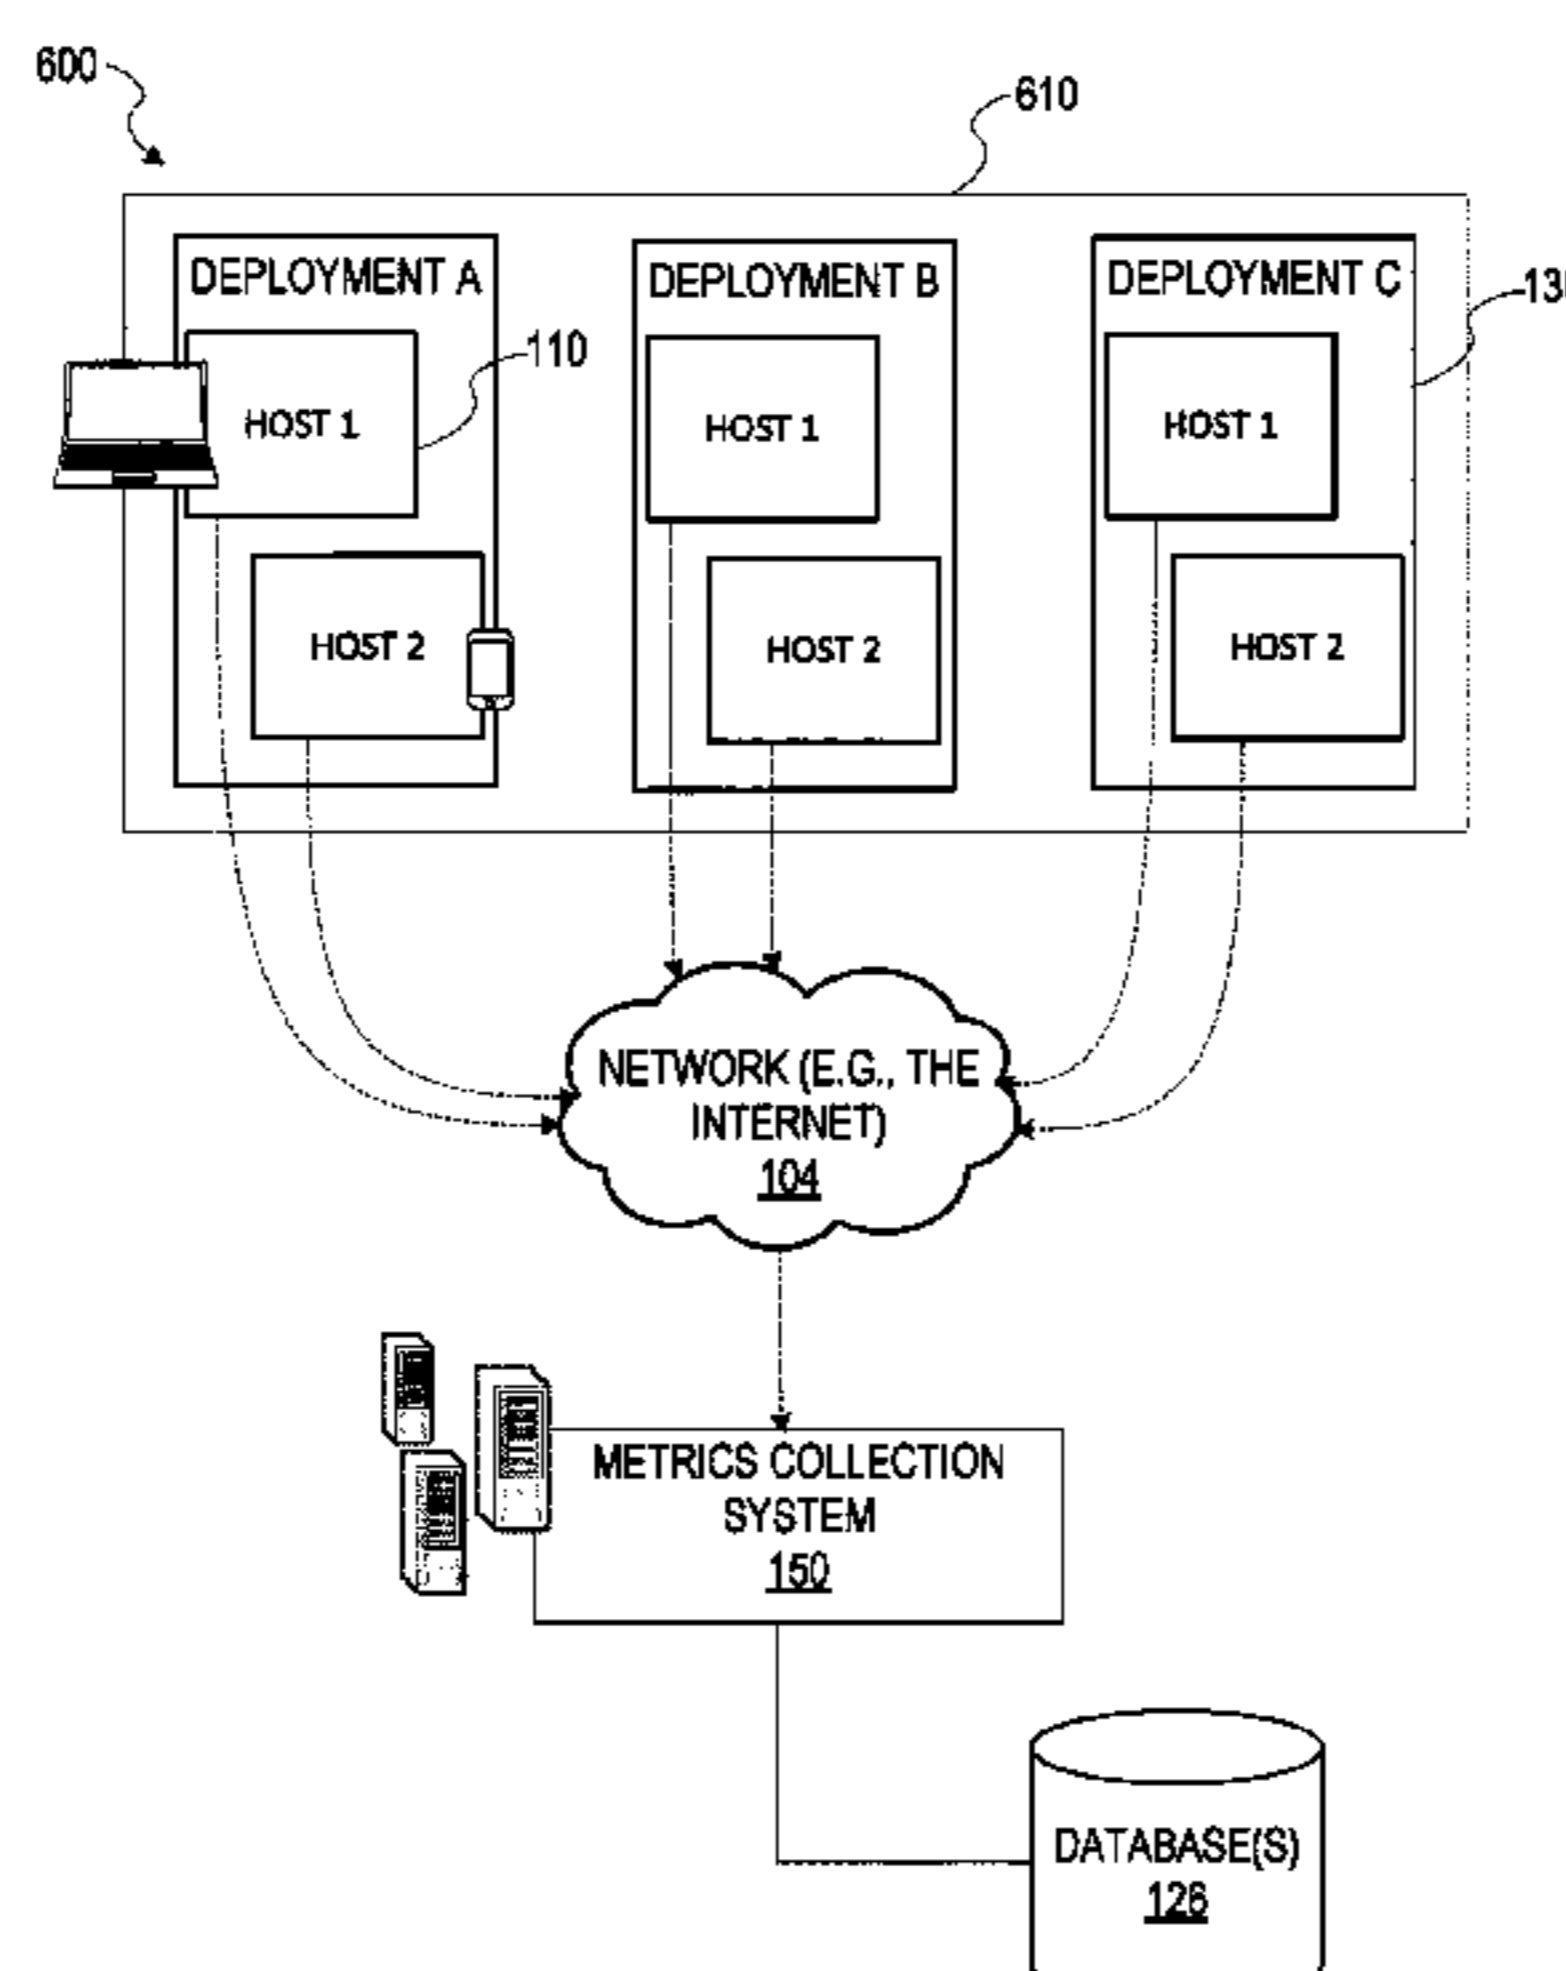 600
610
DEPLOYMENT A
DEPLOYMENT B
DEPLOYMENT C
110
HOST 1
HOST 1
HOST 1
HOST 2
HOST 2
HOST 2
NETWORK (E.G., THE
INTERNET)
104
METRICS COLLECTION
SYSTEM
150
DATABASE(S)
126